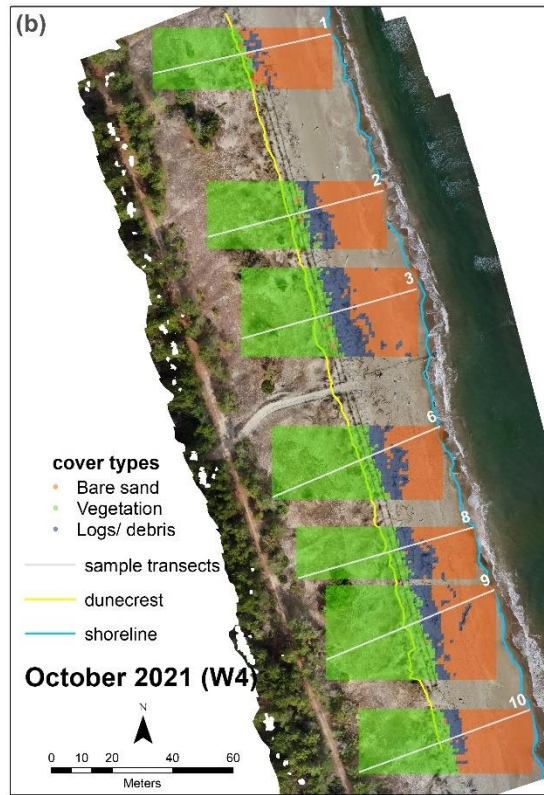 (b)
1
2
3
6
8
9
10
cover types
Bare sand
Vegetation
Logs/ debris
sample transects
dunecrest
shoreline
October 2021 (W4)
N
0 5 10 20 40 60
Meters